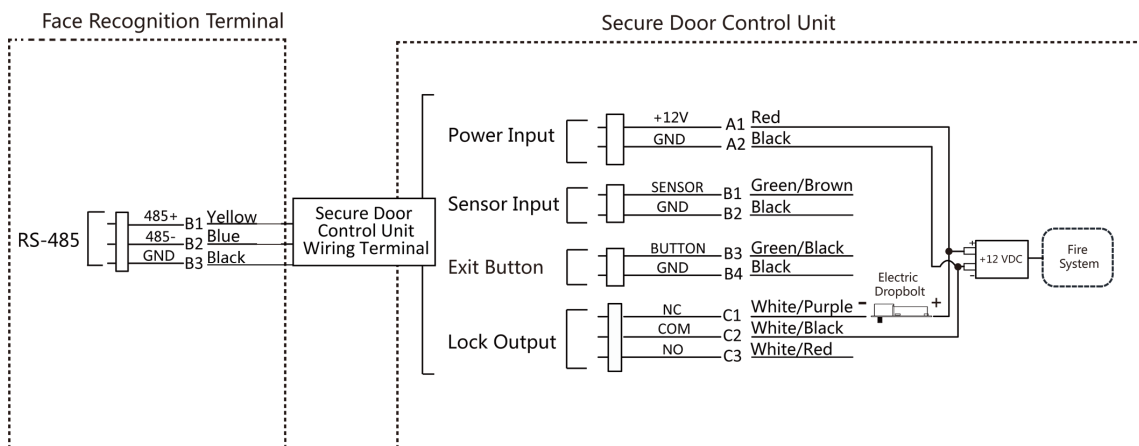 Face Recognition Terminal
Secure Door Control Unit
RS-485
485+ B1 Yellow
485- B2 Blue
GND B3 Black
Secure Door
Control Unit
Wiring Terminal
Power Input
+12V A1 Red
GND A2 Black
Sensor Input
SENSOR B1 Green/Brown
GND B2 Black
Exit Button
BUTTON B3 Green/Black
GND B4 Black
Lock Output
NC C1 White/Purple
COM C2 White/Black
NO C3 White/Red
Electric
Dropbolt
- +
+
+12 VDC
-
Fire
System